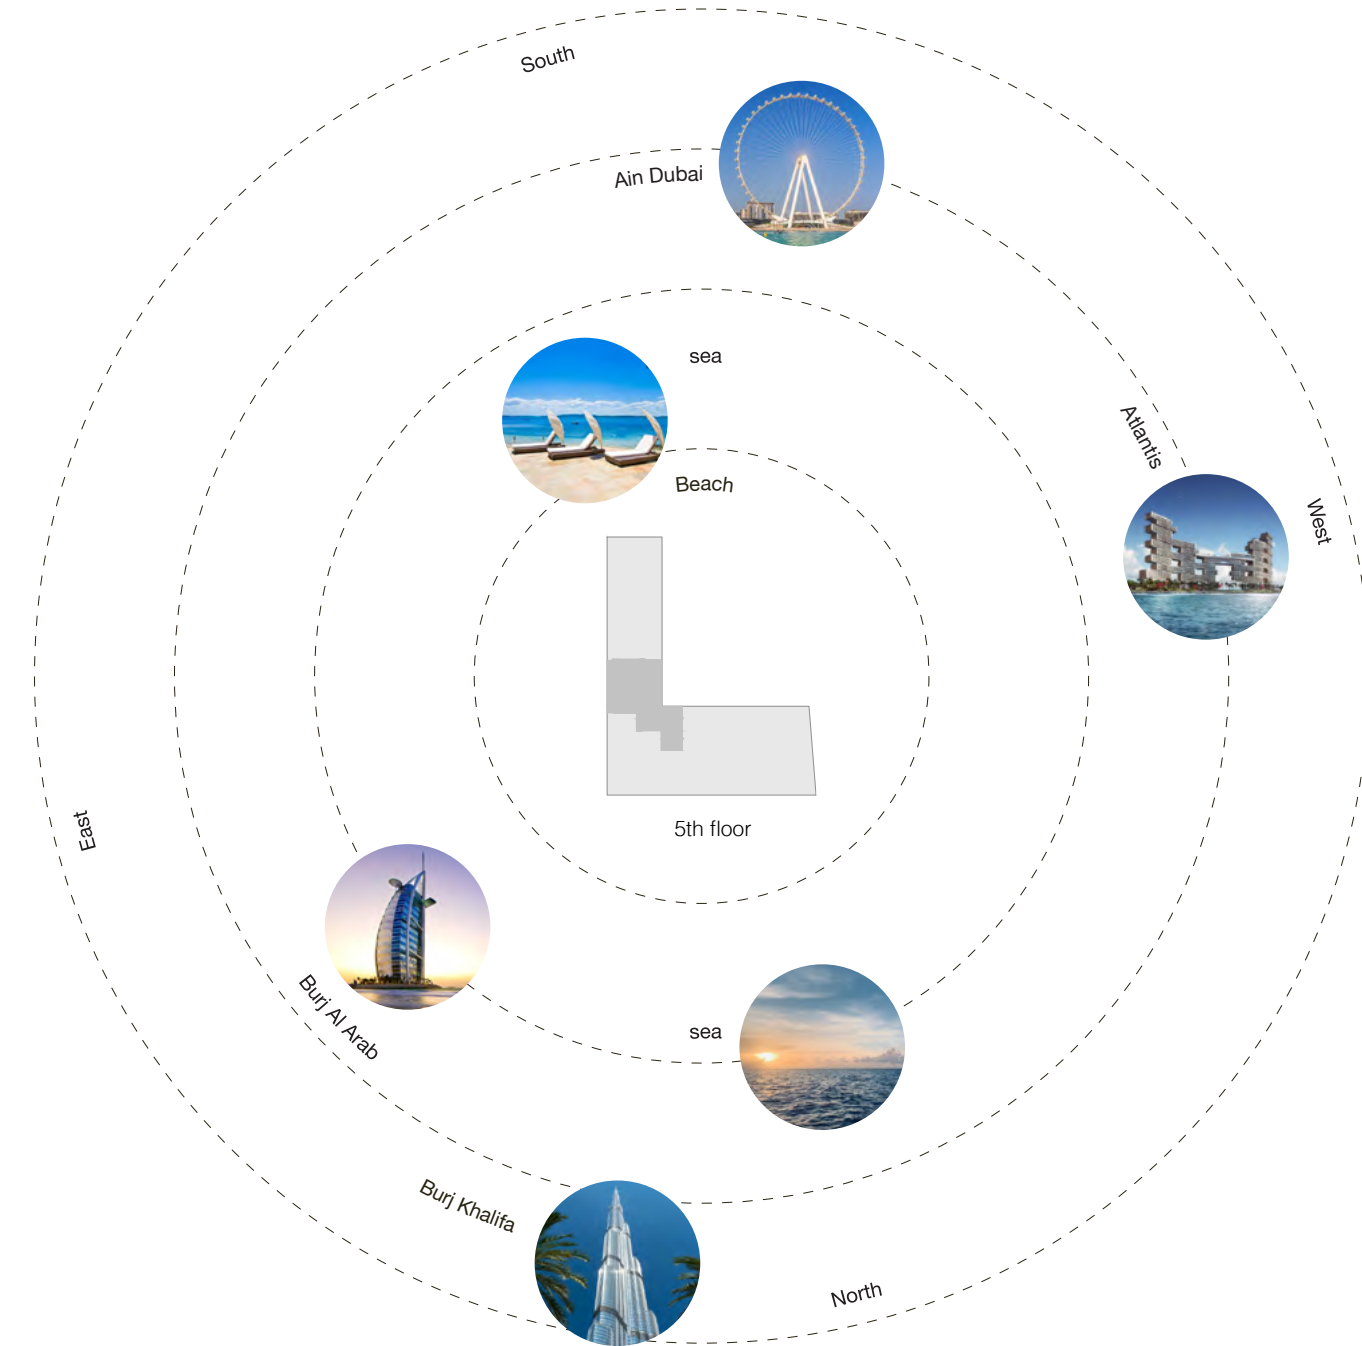 South
Ain Dubai
sea
Atlantis
Beach
West
East
5th floor
Burj Al Arab
sea
Burj Khalifa
North